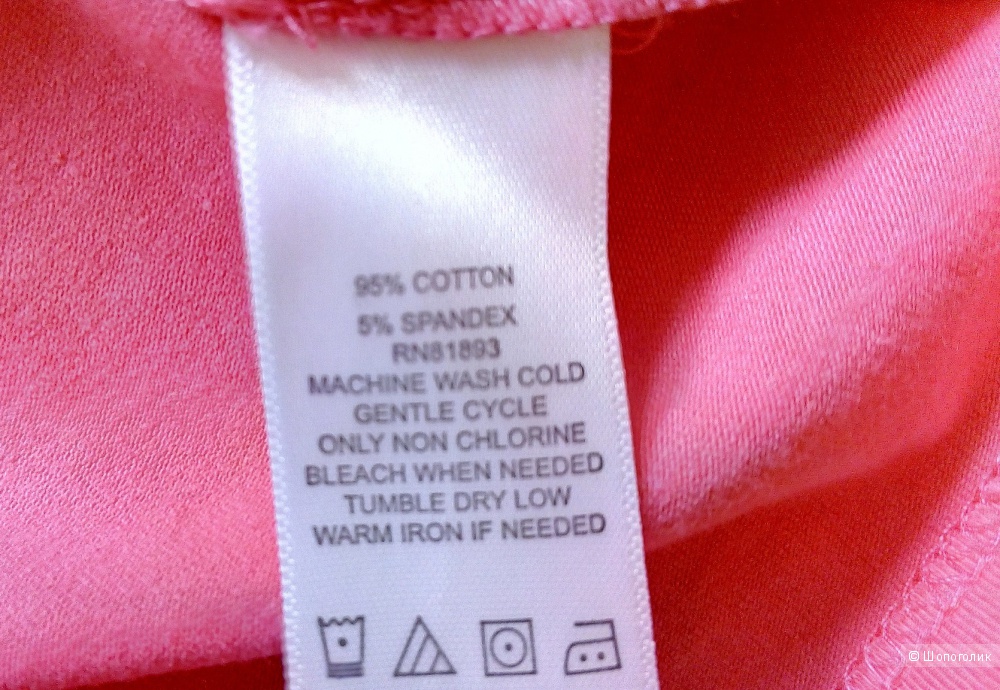 95% COTTON
5% SPANDEX
RN81893
MACHINE WASH COLD
GENTLE CYCLE
ONLY NON CHLORINE
BLEACH WHEN NEEDED
TUMBLE DRY LOW
WARM IRON IF NEEDED
© Шопоголик